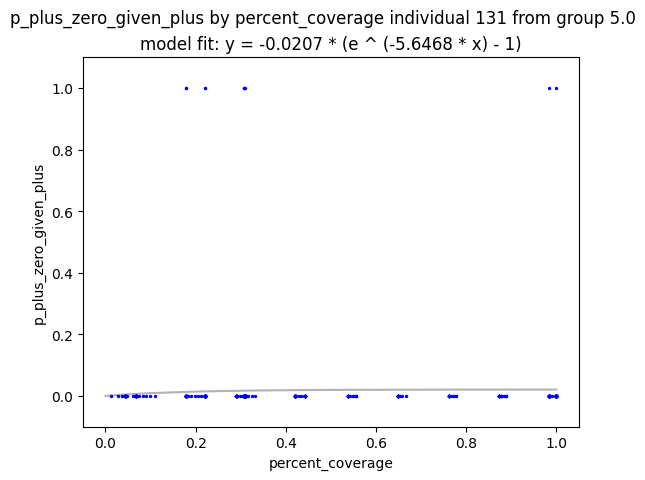 p_plus_zero_given_plus by percent_coverage individual 131 from group 5.0
model fit: y = -0.0207 * (e ^ (-5.6468 * x) - 1)
1.0
0.8
0.6
0.4
0.2
0.0
p_plus_zero_given_plus
0.0 0.2 0.4 0.6 0.8 1.0
percent_coverage